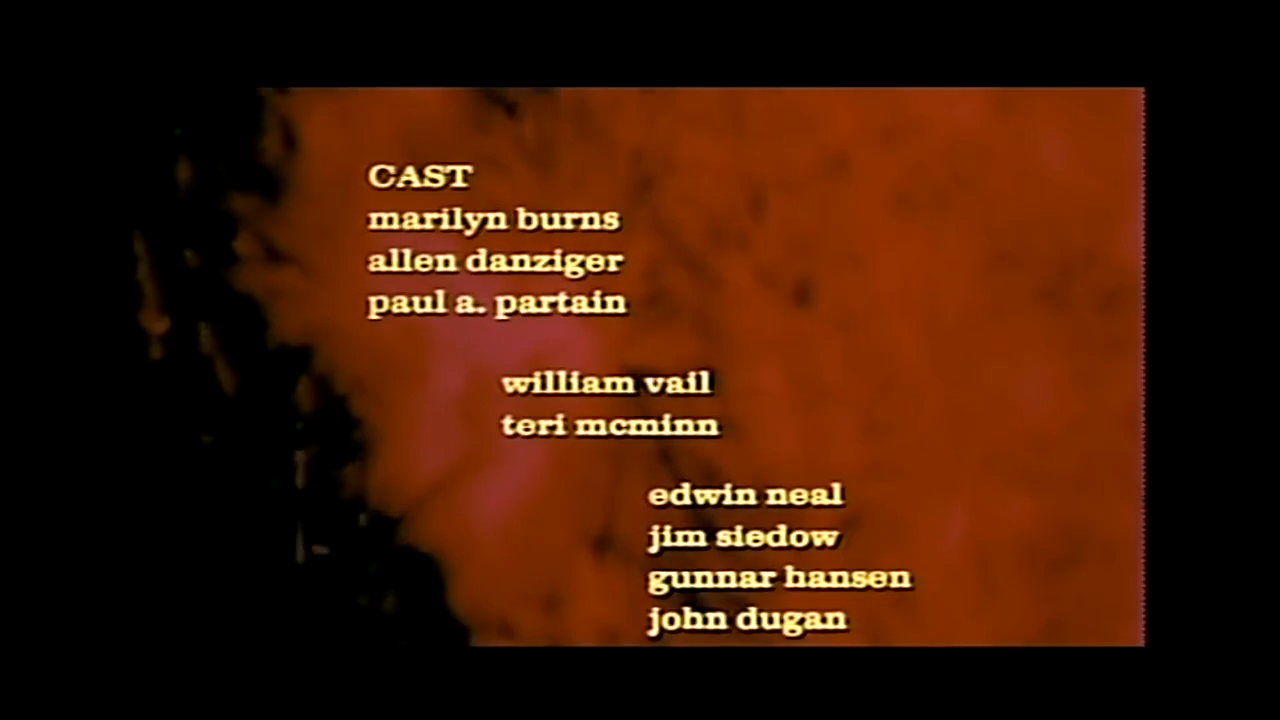 CAST
marilyn burns
allen danziger
paul a. partain
william vail
teri mcminn
edwin neal
jim siedow
gunnar hansen
john dugan